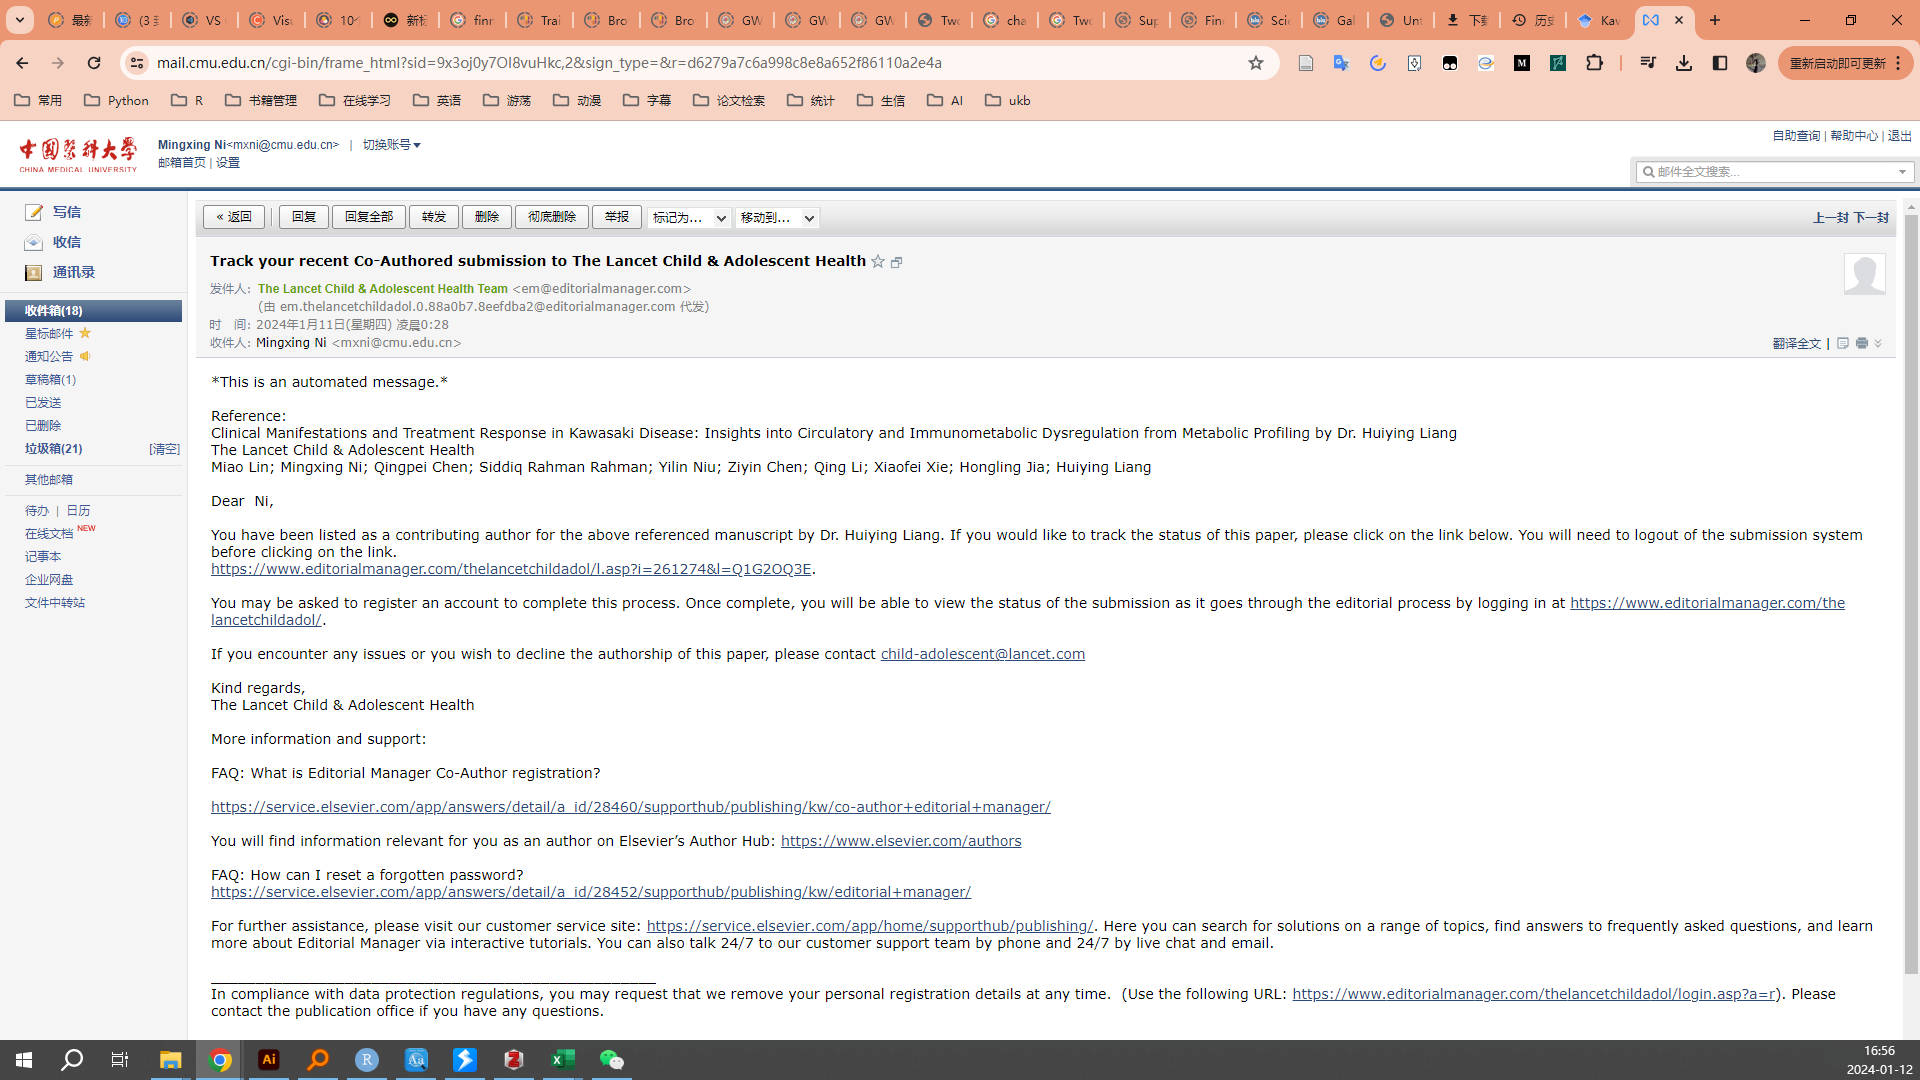 最新
(3 封
VS
Visu
10个
新标
finr
Trai
Bro
Bro
GW
GW
GW
Two
cha
Two
Sup
Find
Scie
Gal
Unt
下载
历史
Kaw
mail.cmu.edu.cn/cgi-bin/frame_html?sid=9x3oj0y7OI8vuHkc,2&sign_type=&r=d6279a7c6a998c8e8a652f86110a2e4a
重新启动即可更新
常用 Python R 书籍管理 在线学习 英语 游荡 动漫 字幕 论文检索 统计 生信 AI ukb
中国医科大学
CHINA MEDICAL UNIVERSITY
Mingxing Ni<mxni@cmu.edu.cn> | 切换账号
邮箱首页 | 设置
自助查询 | 帮助中心 | 退出
邮件全文搜索...
写信
收信
通讯录
收件箱(18)
星标邮件
通知公告
草稿箱(1)
已发送
已删除
垃圾箱(21) [清空]
其他邮箱
待办 | 日历
在线文档 NEW
记事本
企业网盘
文件中转站
« 返回 回复 回复全部 转发 删除 彻底删除 举报 标记为... 移动到... 上一封 下一封
Track your recent Co-Authored submission to The Lancet Child & Adolescent Health
发件人: The Lancet Child & Adolescent Health Team <em@editorialmanager.com>
(由 em.thelancetchildadol.0.88a0b7.8eefdba2@editorialmanager.com 代发)
时 间: 2024年1月11日(星期四) 凌晨0:28
收件人: Mingxing Ni <mxni@cmu.edu.cn>
翻译全文 |
*This is an automated message.*
Reference:
Clinical Manifestations and Treatment Response in Kawasaki Disease: Insights into Circulatory and Immunometabolic Dysregulation from Metabolic Profiling by Dr. Huiying Liang
The Lancet Child & Adolescent Health
Miao Lin; Mingxing Ni; Qingpei Chen; Siddiq Rahman Rahman; Yilin Niu; Ziyin Chen; Qing Li; Xiaofei Xie; Hongling Jia; Huiying Liang
Dear  Ni,
You have been listed as a contributing author for the above referenced manuscript by Dr. Huiying Liang. If you would like to track the status of this paper, please click on the link below. You will need to logout of the submission system
before clicking on the link.
https://www.editorialmanager.com/thelancetchildadol/l.asp?i=261274&l=Q1G2OQ3E.
You may be asked to register an account to complete this process. Once complete, you will be able to view the status of the submission as it goes through the editorial process by logging in at https://www.editorialmanager.com/the
lancetchildadol/.
If you encounter any issues or you wish to decline the authorship of this paper, please contact child-adolescent@lancet.com
Kind regards,
The Lancet Child & Adolescent Health
More information and support:
FAQ: What is Editorial Manager Co-Author registration?
https://service.elsevier.com/app/answers/detail/a_id/28460/supporthub/publishing/kw/co-author+editorial+manager/
You will find information relevant for you as an author on Elsevier’s Author Hub: https://www.elsevier.com/authors
FAQ: How can I reset a forgotten password?
https://service.elsevier.com/app/answers/detail/a_id/28452/supporthub/publishing/kw/editorial+manager/
For further assistance, please visit our customer service site: https://service.elsevier.com/app/home/supporthub/publishing/. Here you can search for solutions on a range of topics, find answers to frequently asked questions, and learn
more about Editorial Manager via interactive tutorials. You can also talk 24/7 to our customer support team by phone and 24/7 by live chat and email.
__________________________________________________
In compliance with data protection regulations, you may request that we remove your personal registration details at any time.  (Use the following URL: https://www.editorialmanager.com/thelancetchildadol/login.asp?a=r). Please
contact the publication office if you have any questions.
16:56
2024-01-12